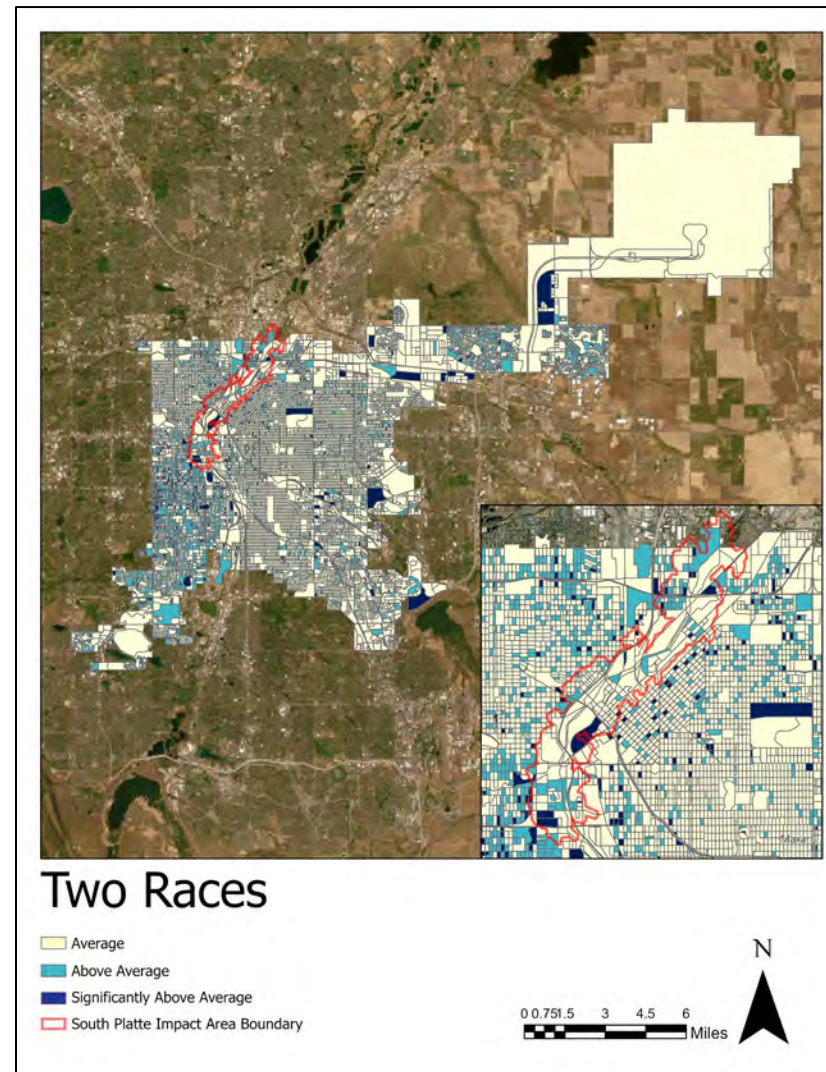 Two Races
Average
Above Average
Significantly Above Average
South Platte Impact Area Boundary
N
0 0.751.5 3 4.5 6
Miles